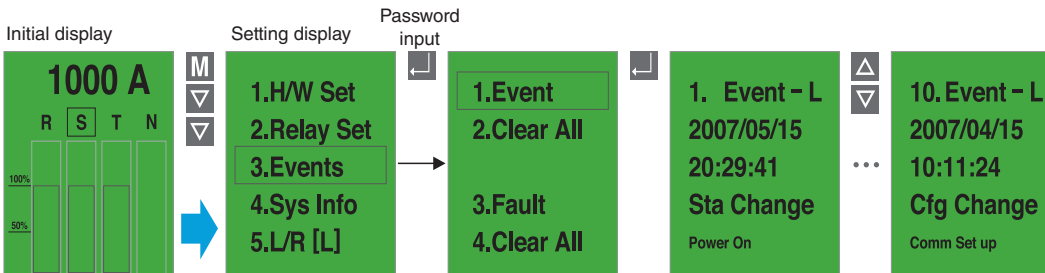 Initial display
1000 A
R S T N
100%
50%
M
Setting display
1.H/W Set
2.Relay Set
3.Events
4.Sys Info
5.L/R [L]
Password
input
1.Event
2.Clear All
3.Fault
4.Clear All
1. Event - L
2007/05/15
20:29:41
Sta Change
Power On
...
10. Event - L
2007/04/15
10:11:24
Cfg Change
Comm Set up